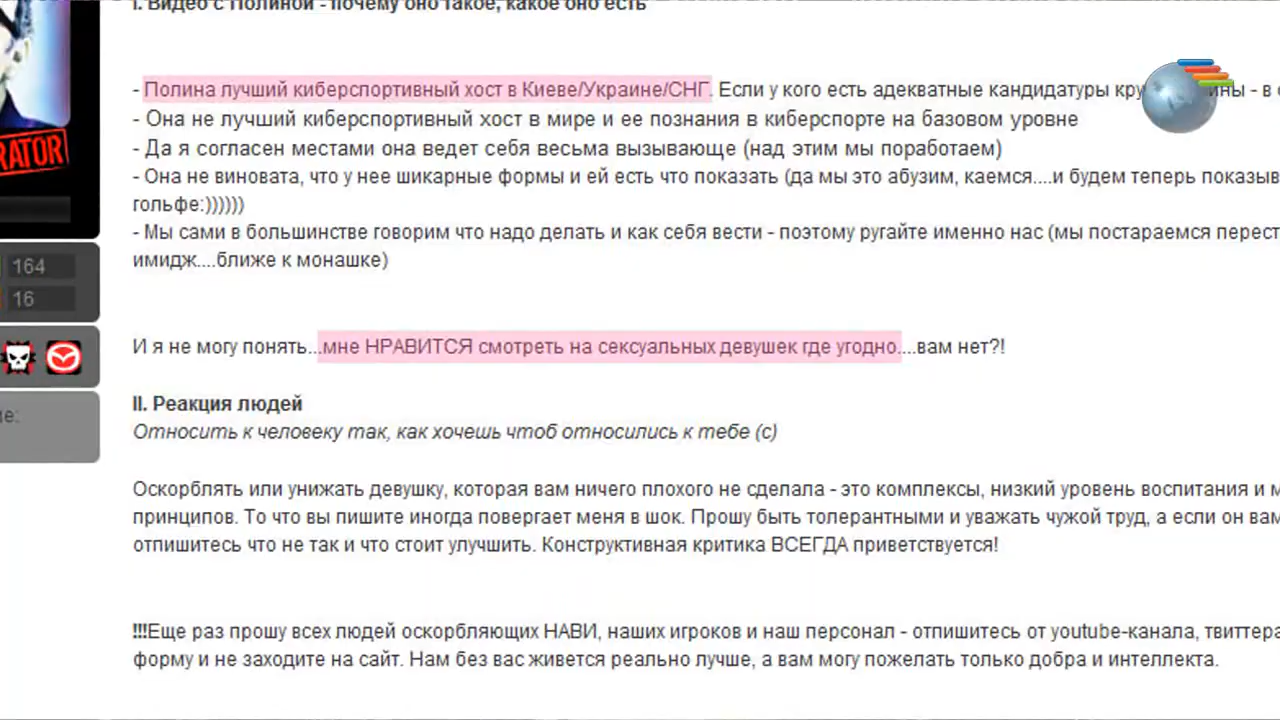 I. Видео с Полиной - почему оно такое, какое оно есть
- Полина лучший киберспортивный хост в Киеве/Украине/СНГ. Если у кого есть адекватные кандидатуры
- Она не лучший киберспортивный хост в мире и ее познания в киберспорте на базовом уровне
- Да я согласен местами она ведет себя весьма вызывающе (над этим мы поработаем)
- Она не виновата, что у нее шикарные формы и ей есть что показать (да мы это абузим, каемся....и будем теперь
гольфе:))))))
- Мы сами в большинстве говорим что надо делать и как себя вести - поэтому ругайте именно нас (мы постараемся
имидж....ближе к монашке)
И я не могу понять...мне НРАВИТСЯ смотреть на сексуальных девушек где угодно....вам нет?!
II. Реакция людей
Относить к человеку так, как хочешь чтоб относились к тебе (с)
Оскорблять или унижать девушку, которая вам ничего плохого не сделала - это комплексы, низкий уровень воспитания и
принципов. То что вы пишите иногда повергает меня в шок. Прошу быть толерантными и уважать чужой труд, а если он
отпишитесь что не так и что стоит улучшить. Конструктивная критика ВСЕГДА приветствуется!
!!!Еще раз прошу всех людей оскорбляющих НАВИ, наших игроков и наш персонал - отпишитесь от youtube-канала,
форму и не заходите на сайт. Нам без вас живется реально лучше, а вам могу пожелать только добра и интеллекта.
RATOR
164
16